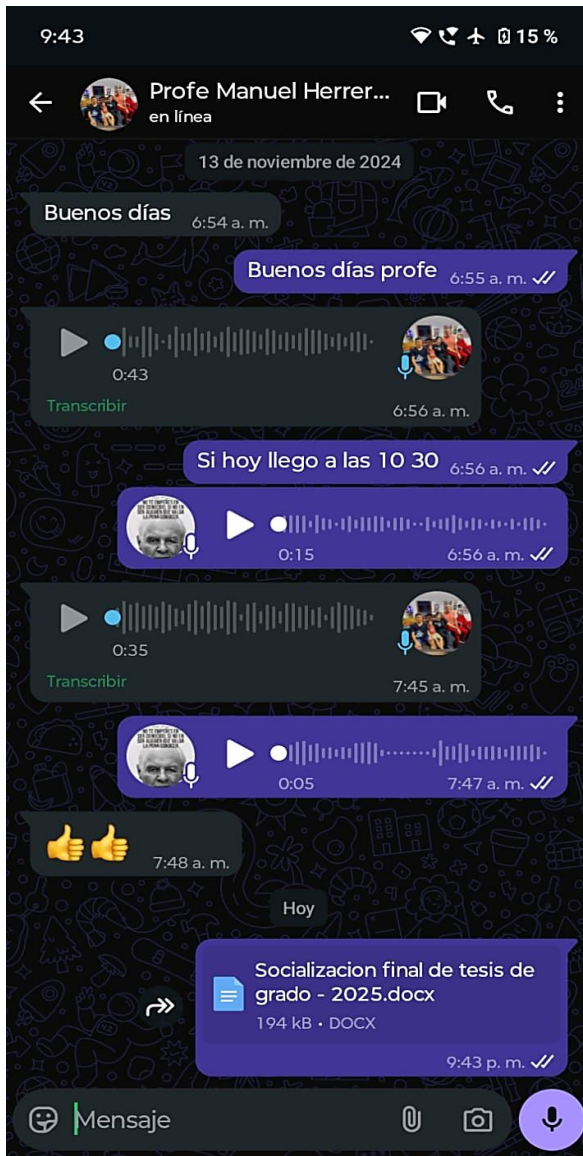 9:43
15 %
Profe Manuel Herrer...
en línea
13 de noviembre de 2024
Buenos días
6:54 a. m.
Buenos días profe
6:55 a. m.
0:43
Transcribir
6:56 a. m.
Si hoy llego a las 10 30
6:56 a. m.
0:15
6:56 a. m.
0:35
Transcribir
7:45 a. m.
0:05
7:47 a. m.
7:48 a. m.
Hoy
Socializacion final de tesis de
grado - 2025.docx
194 kB • DOCX
9:43 p. m.
Mensaje